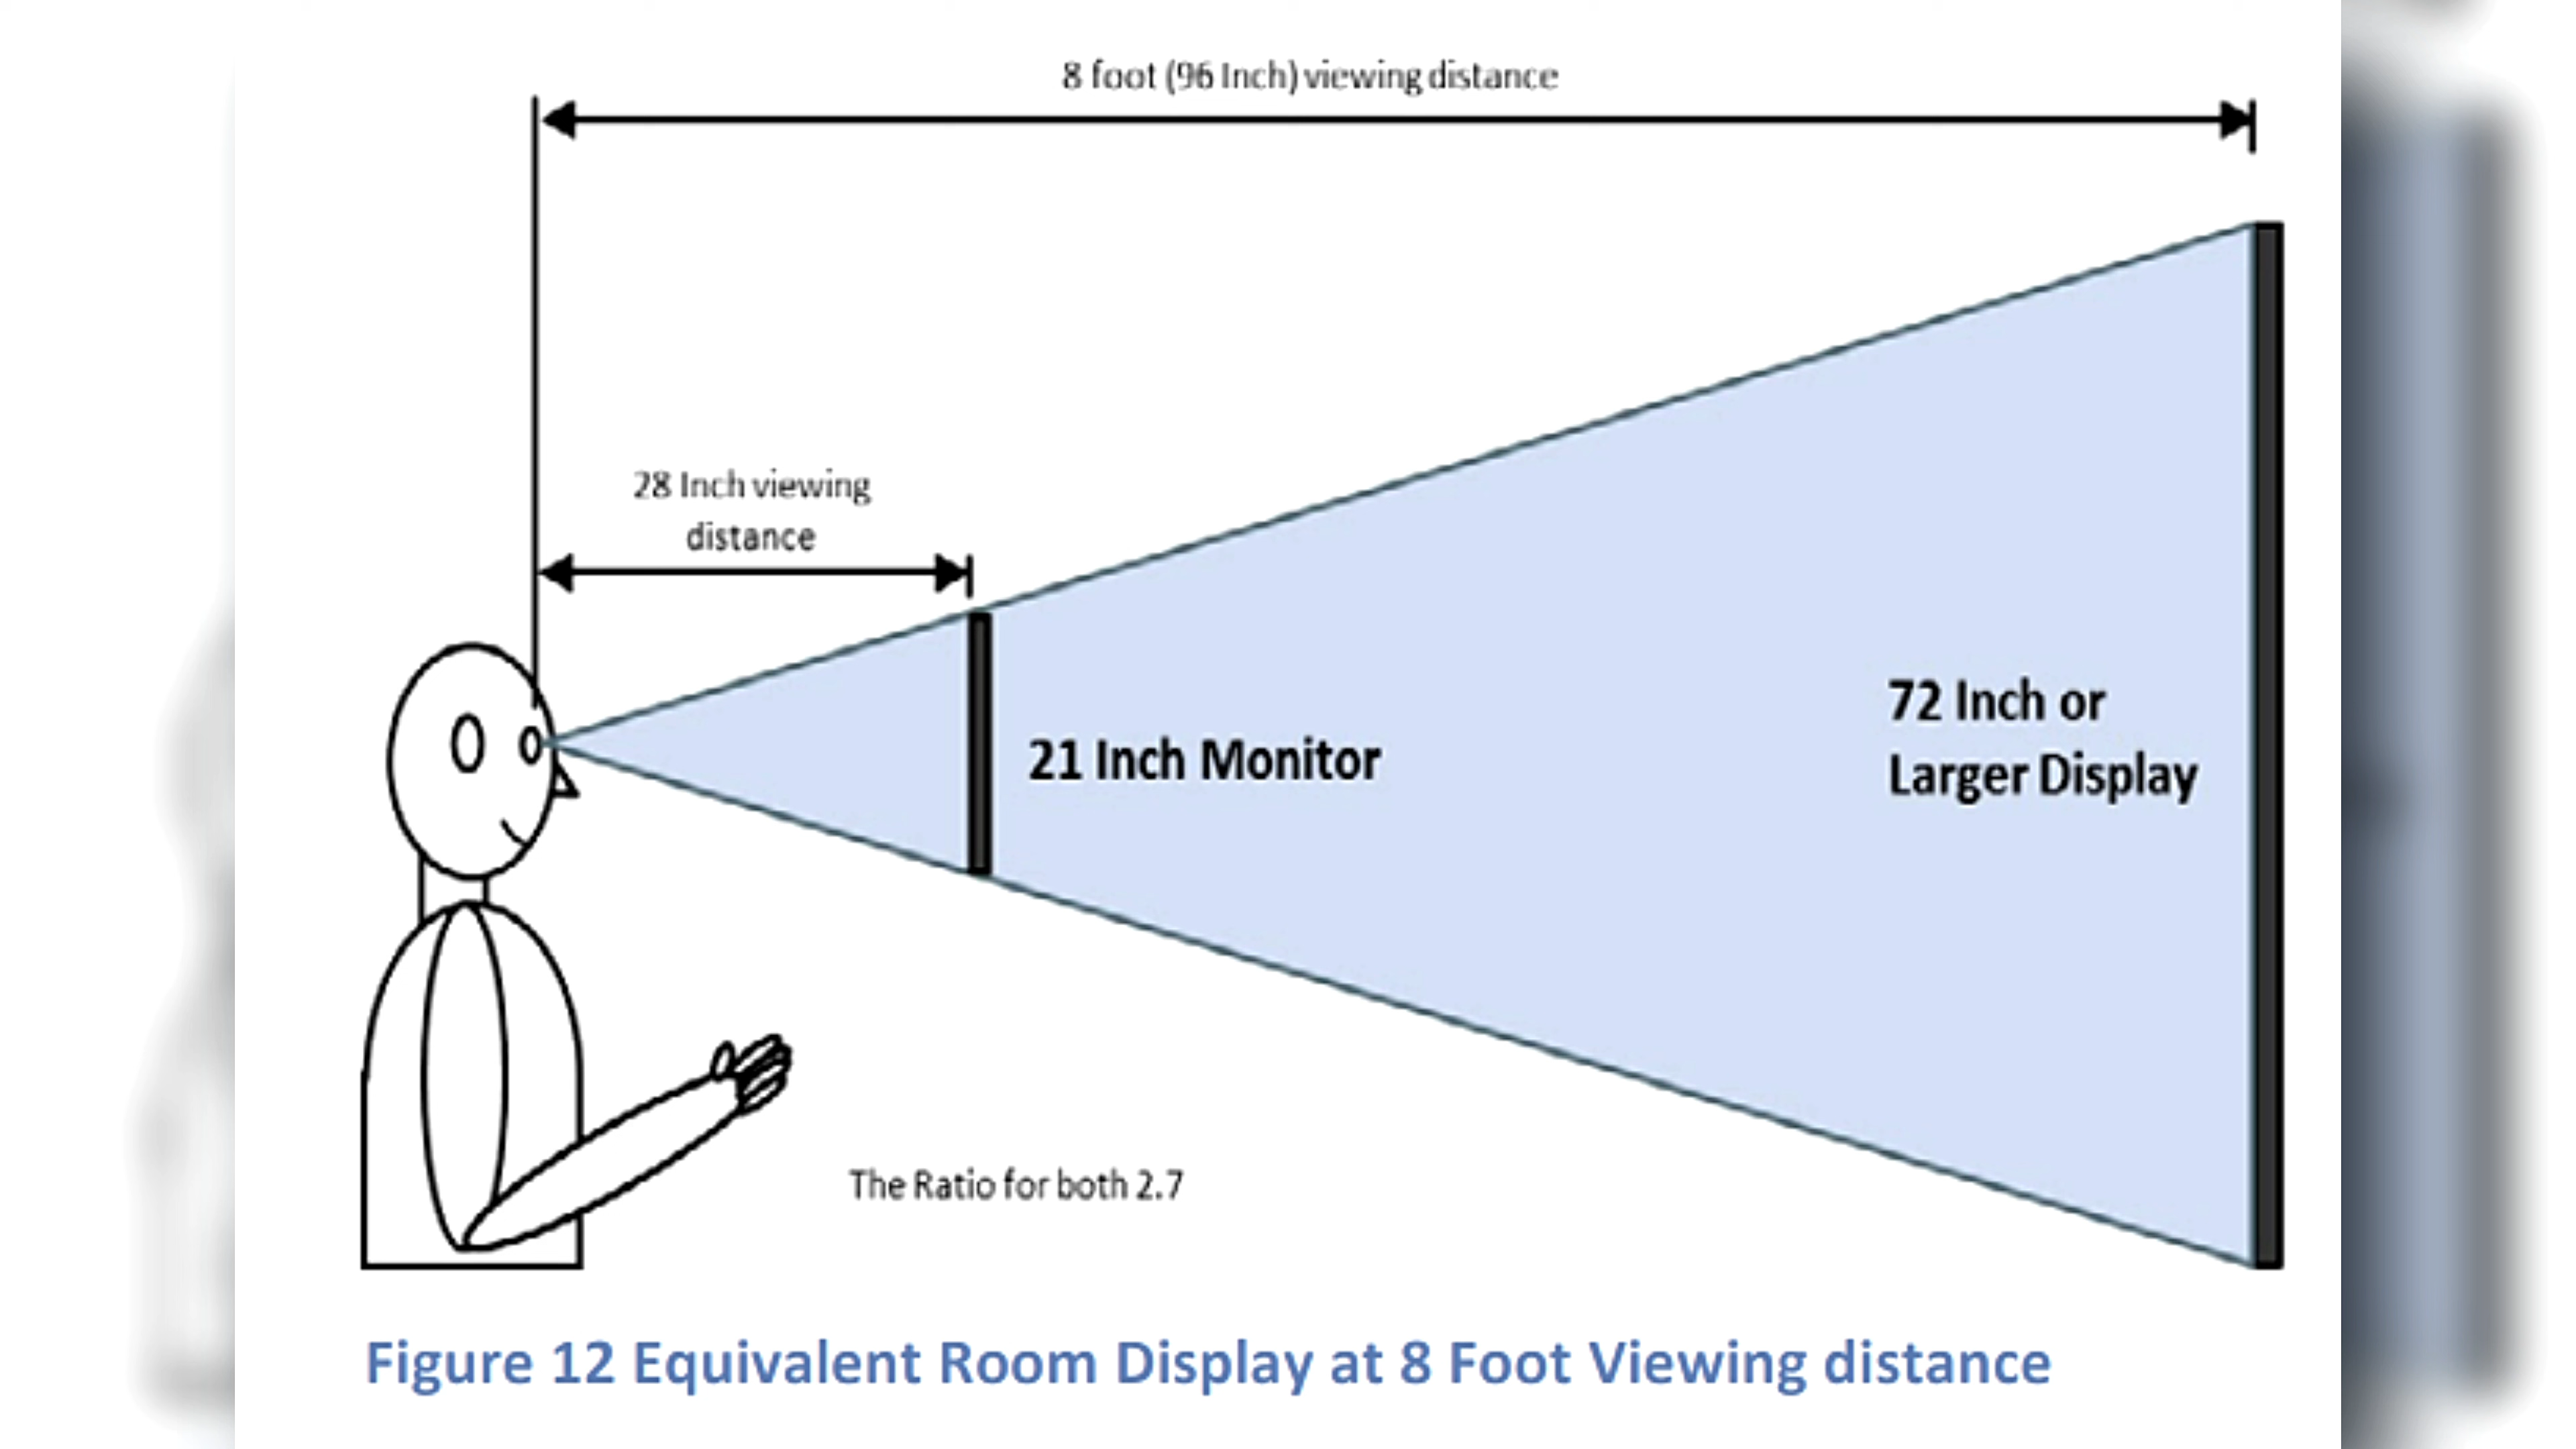 8 foot (96 Inch) viewing distance
28 Inch viewing
distance
21 Inch Monitor
72 Inch or
Larger Display
The Ratio for both 2.7
Figure 12 Equivalent Room Display at 8 Foot Viewing distance